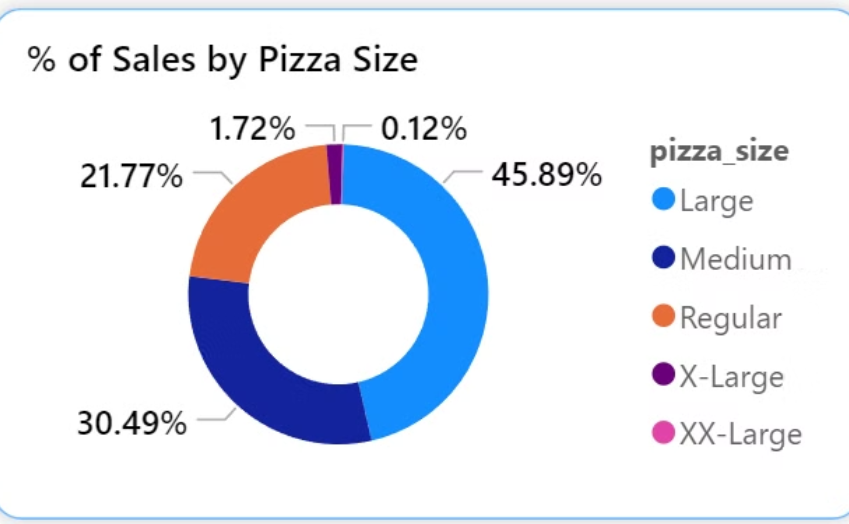 % of Sales by Pizza Size
1.72%
0.12%
21.77%
45.89%
30.49%
pizza_size
Large
Medium
Regular
X-Large
XX-Large